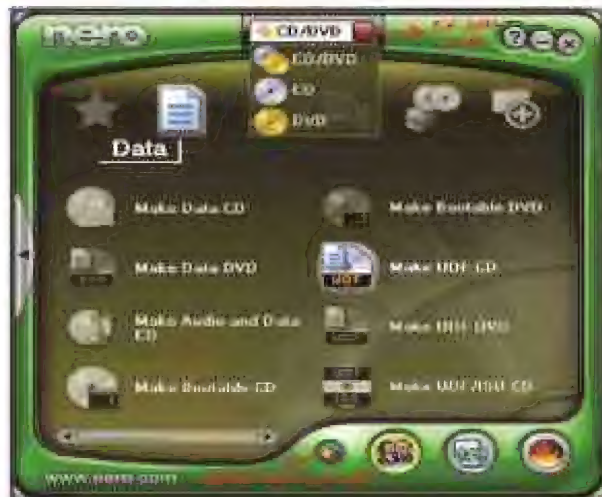 nero
CD/DVD
CD/DVD
CD
DVD
Data
Make Data CD
Make Bootable DVD
Make Data DVD
Make UDF CD
Make Audio and Data CD
Make UDF DVD
Make Bootable CD
Make UDF/ISO CD
www.nero.com